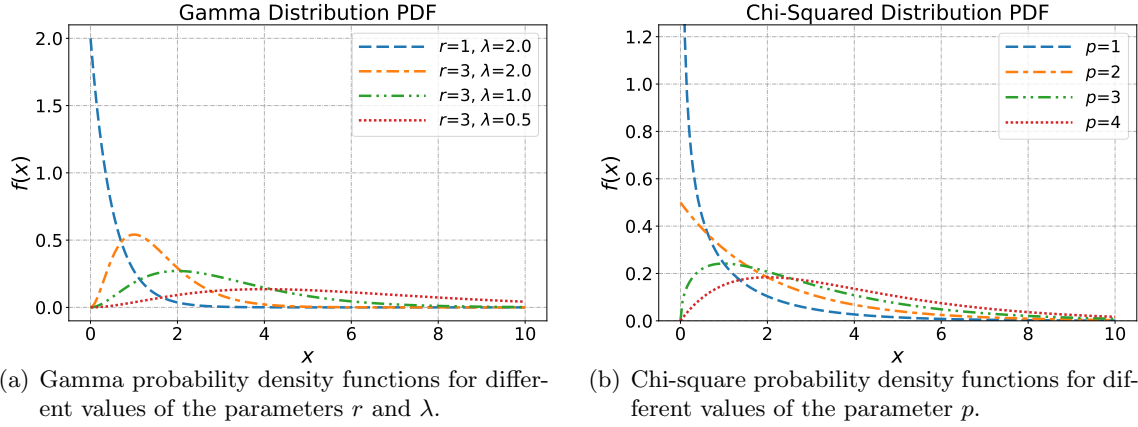 Gamma Distribution PDF
2.0
1.5
1.0
0.5
0.0
f(x)
r=1, λ=2.0
r=3, λ=2.0
r=3, λ=1.0
r=3, λ=0.5
0 2 4 6 8 10
x
(a) Gamma probability density functions for differ-
ent values of the parameters r and λ.
Chi-Squared Distribution PDF
1.2
1.0
0.8
0.6
0.4
0.2
0.0
f(x)
p=1
p=2
p=3
p=4
0 2 4 6 8 10
x
(b) Chi-square probability density functions for dif-
ferent values of the parameter p.